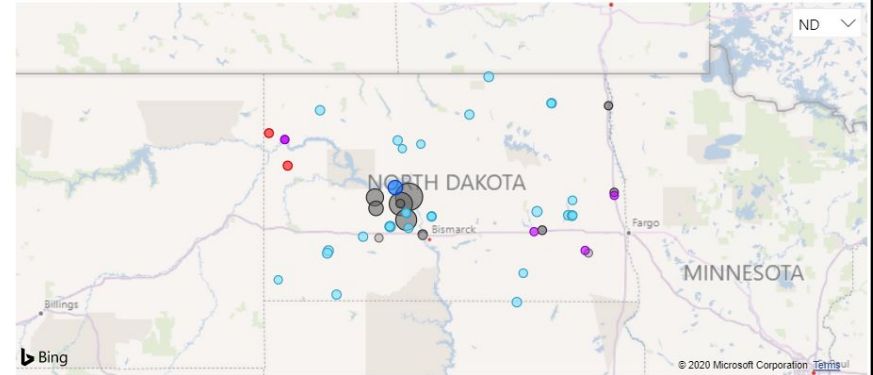 ND
NORTH DAKOTA
Bismarck
Fargo
MINNESOTA
Billings
Bing
© 2020 Microsoft Corporation Terms